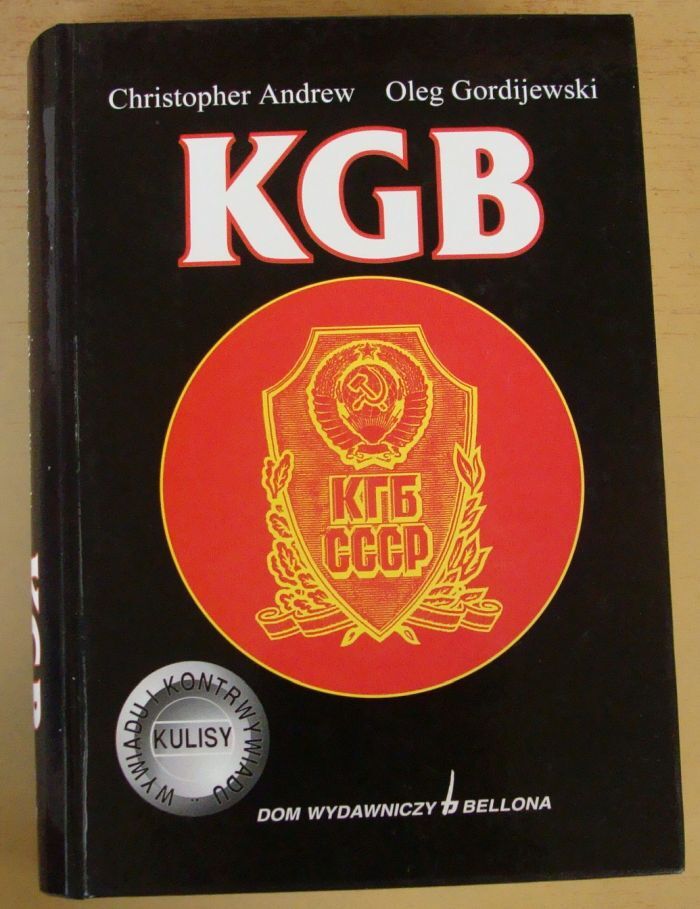 Christopher Andrew Oleg Gordijewski
KGB
КГБ
СССР
KULISY
WYWIADU I KONTRWYWIADU
DOM WYDAWNICZY BELLONA
KGB